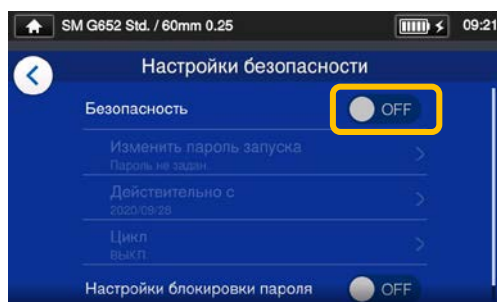 SM G652 Std. / 60mm 0.25 09:21
Настройки безопасности
Безопасность OFF
Изменить пароль запуска
Пароль не задан.
Действительно с
2020/09/28
Цикл
ВЫКЛ.
Настройки блокировки пароля OFF